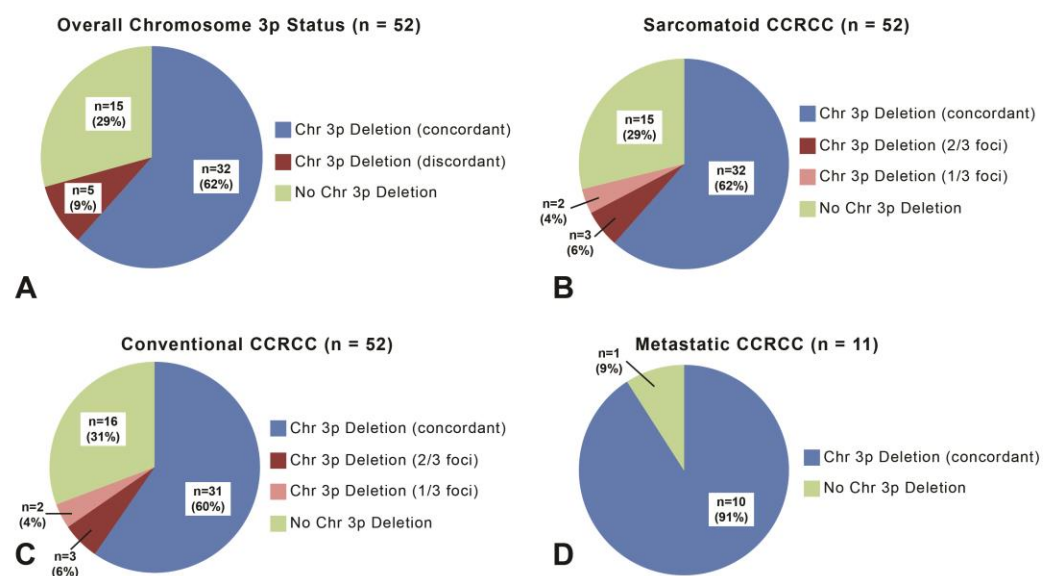 Overall Chromosome 3p Status (n = 52)
n=15
(29%)
n=5
(9%)
n=32
(62%)
Chr 3p Deletion (concordant)
Chr 3p Deletion (discordant)
No Chr 3p Deletion
A
Sarcomatoid CCRCC (n = 52)
n=15
(29%)
n=32
(62%)
n=2
(4%)
n=3
(6%)
Chr 3p Deletion (concordant)
Chr 3p Deletion (2/3 foci)
Chr 3p Deletion (1/3 foci)
No Chr 3p Deletion
B
Conventional CCRCC (n = 52)
n=16
(31%)
n=31
(60%)
n=2
(4%)
n=3
(6%)
Chr 3p Deletion (concordant)
Chr 3p Deletion (2/3 foci)
Chr 3p Deletion (1/3 foci)
No Chr 3p Deletion
C
Metastatic CCRCC (n = 11)
n=1
(9%)
n=10
(91%)
Chr 3p Deletion (concordant)
No Chr 3p Deletion
D